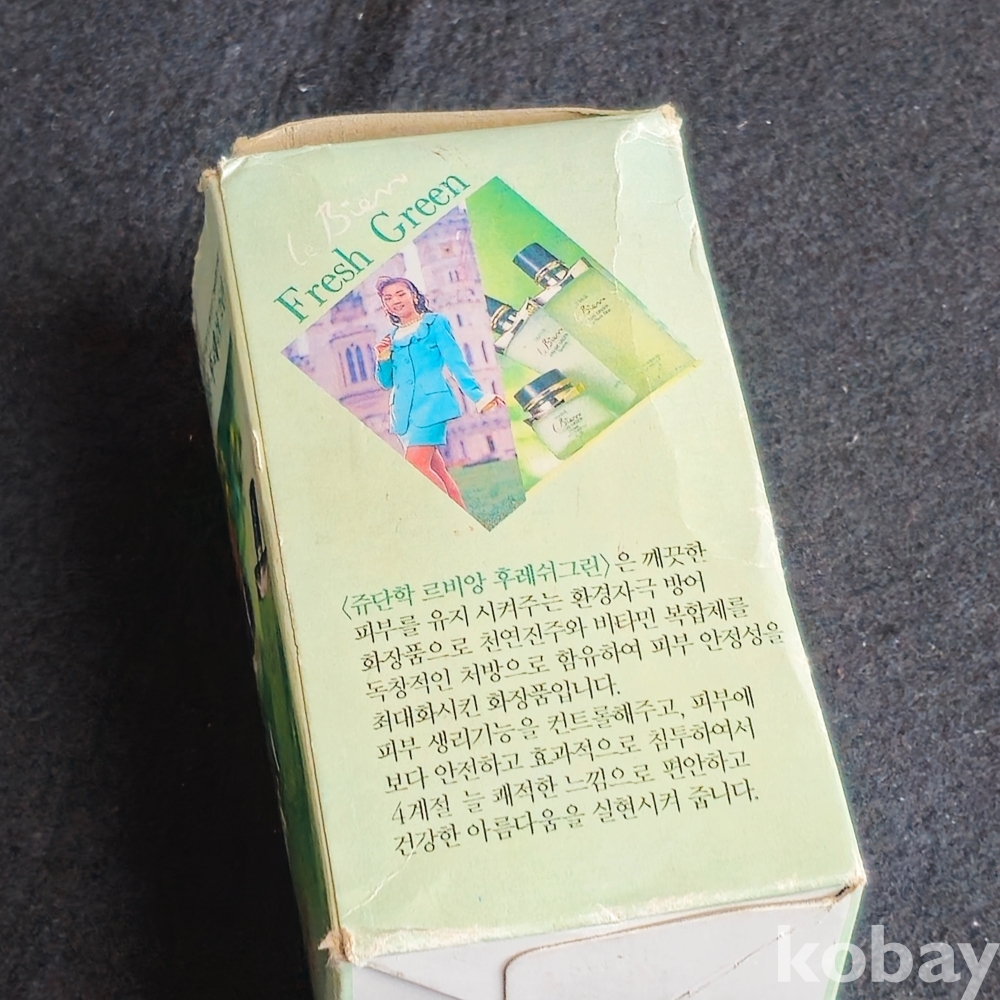 Le Bien
Fresh Green
Bien
Bien
Bien
〈쥬단학 르비앙 후레쉬그린〉은 깨끗한
피부를 유지 시켜주는 환경자극 방어
화장품으로 천연진주와 비타민 복합체를
독창적인 처방으로 함유하여 피부 안정성을
최대화시킨 화장품입니다.
피부 생리기능을 컨트롤해주고, 피부에
보다 안전하고 효과적으로 침투하여서
4계절 늘 쾌적한 느낌으로 편안하고
건강한 아름다움을 실현시켜 줍니다.
kobay